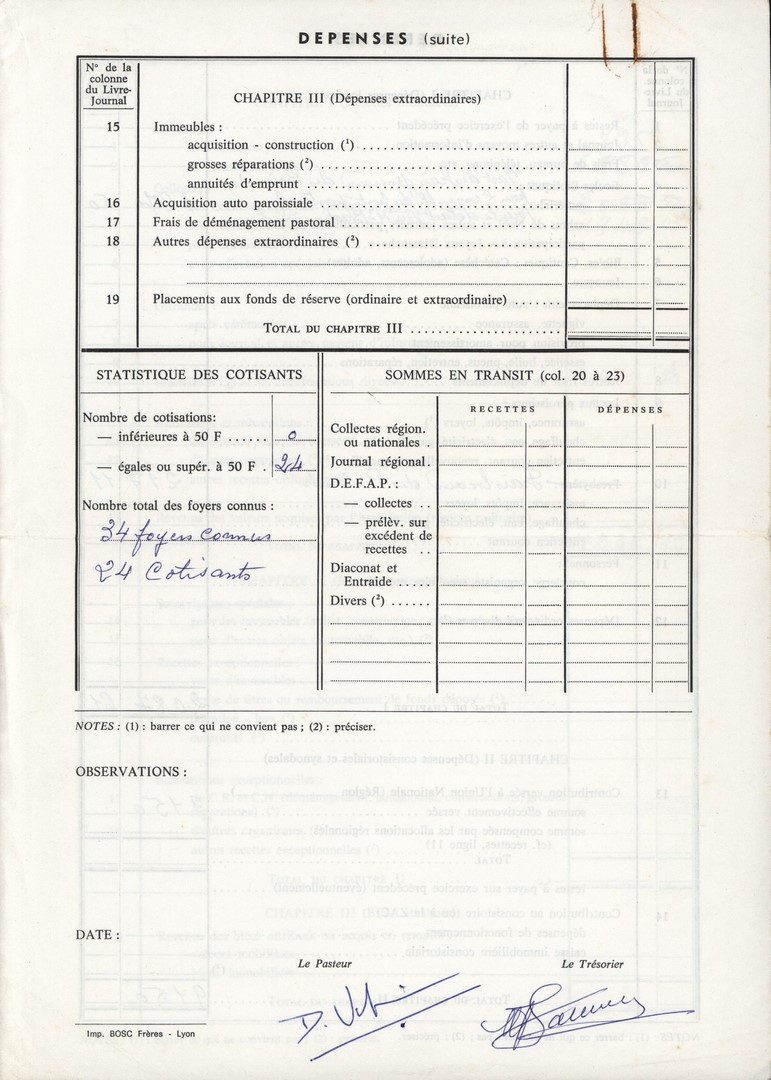 DEPENSES (suite)
N° de la colonne du Livre-Journal
CHAPITRE III (Dépenses extraordinaires)
15 Immeubles :
acquisition - construction (¹)
grosses réparations (²)
annuités d'emprunt
16 Acquisition auto paroissiale
17 Frais de déménagement pastoral
18 Autres dépenses extraordinaires (²)
19 Placements aux fonds de réserve (ordinaire et extraordinaire)
TOTAL DU CHAPITRE III
STATISTIQUE DES COTISANTS
Nombre de cotisations:
— inférieures à 50 F ...... 0
— égales ou supér. à 50 F . 24
Nombre total des foyers connus :
34 foyers connus
24 Cotisants
SOMMES EN TRANSIT (col. 20 à 23)
RECETTES DÉPENSES
Collectes région.
ou nationales .
Journal régional.
D.E.F.A.P. :
— collectes ..
— prélèv. sur
excédent de
recettes ..
Diaconat et
Entraide .....
Divers (²) ......
NOTES : (1) : barrer ce qui ne convient pas ; (2) : préciser.
OBSERVATIONS :
DATE :
Le Pasteur Le Trésorier
Imp. BOSC Frères - Lyon